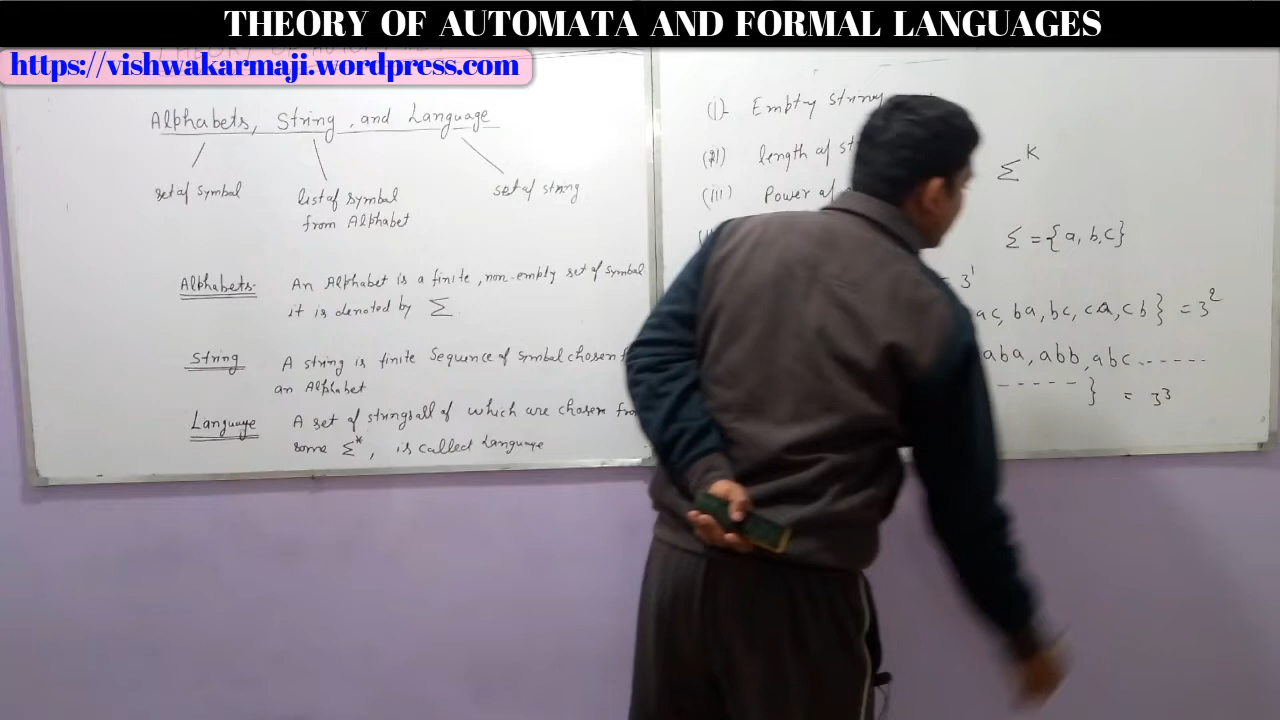 THEORY OF AUTOMATA AND FORMAL LANGUAGES
https://vishwakarmaji.wordpress.com
Alphabets, String, and Language
set of symbol
list of symbol
from Alphabet
set of string
Alphabets- An Alphabet is a finite, non-empty set of symbol
it is denoted by Σ
String A string is finite sequence of symbol chosen
an Alphabet
Language A set of strings all of which are chosen
some Σ*, is called Language
(i)- Empty string
(ii) length of
(iii) Power of
Σ^K
Σ = {a, b, c}
= 3^1
ac, ba, bc, ca, cb} = 3^2
aba, abb, abc ------
------ } = 3^3